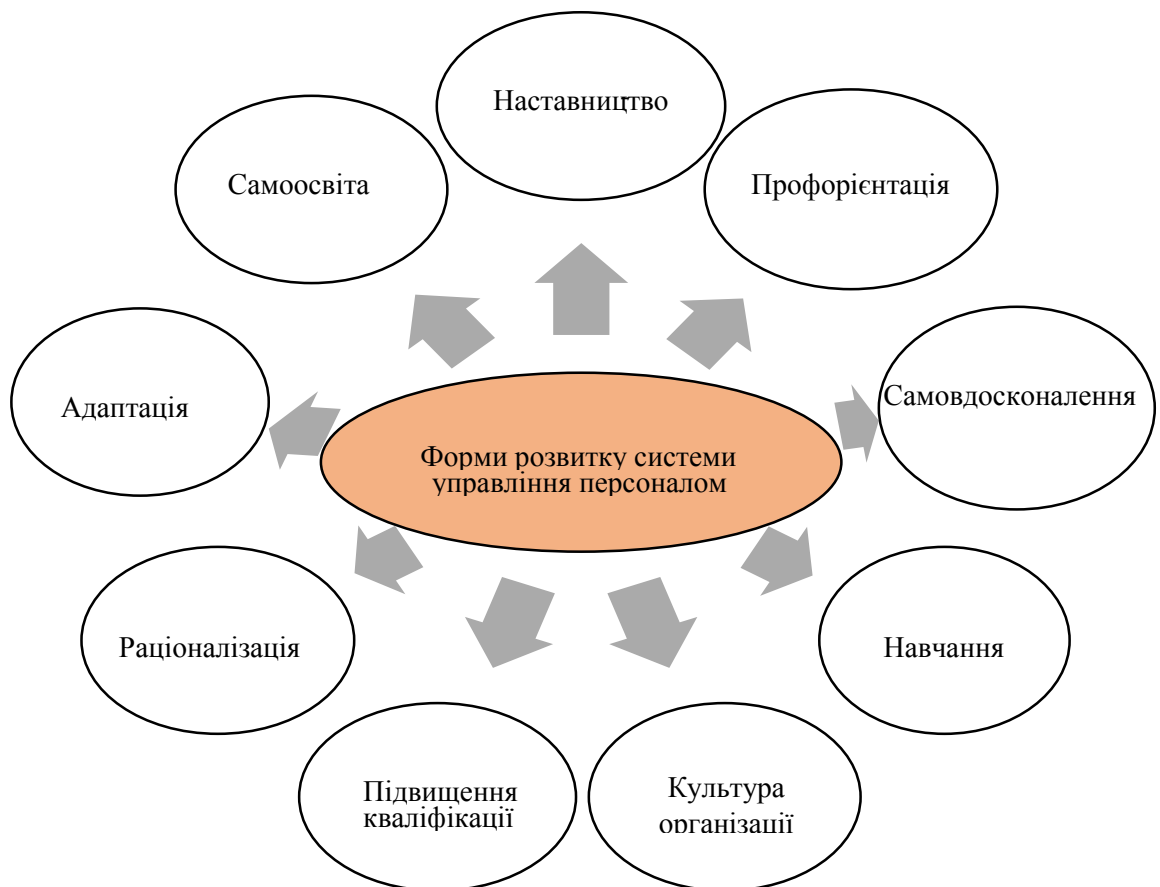 Наставництво
Самоосвіта
Профорієнтація
Адаптація
Самовдосконалення
Форми розвитку системи
управління персоналом
Раціоналізація
Навчання
Підвищення
кваліфікації
Культура
організації